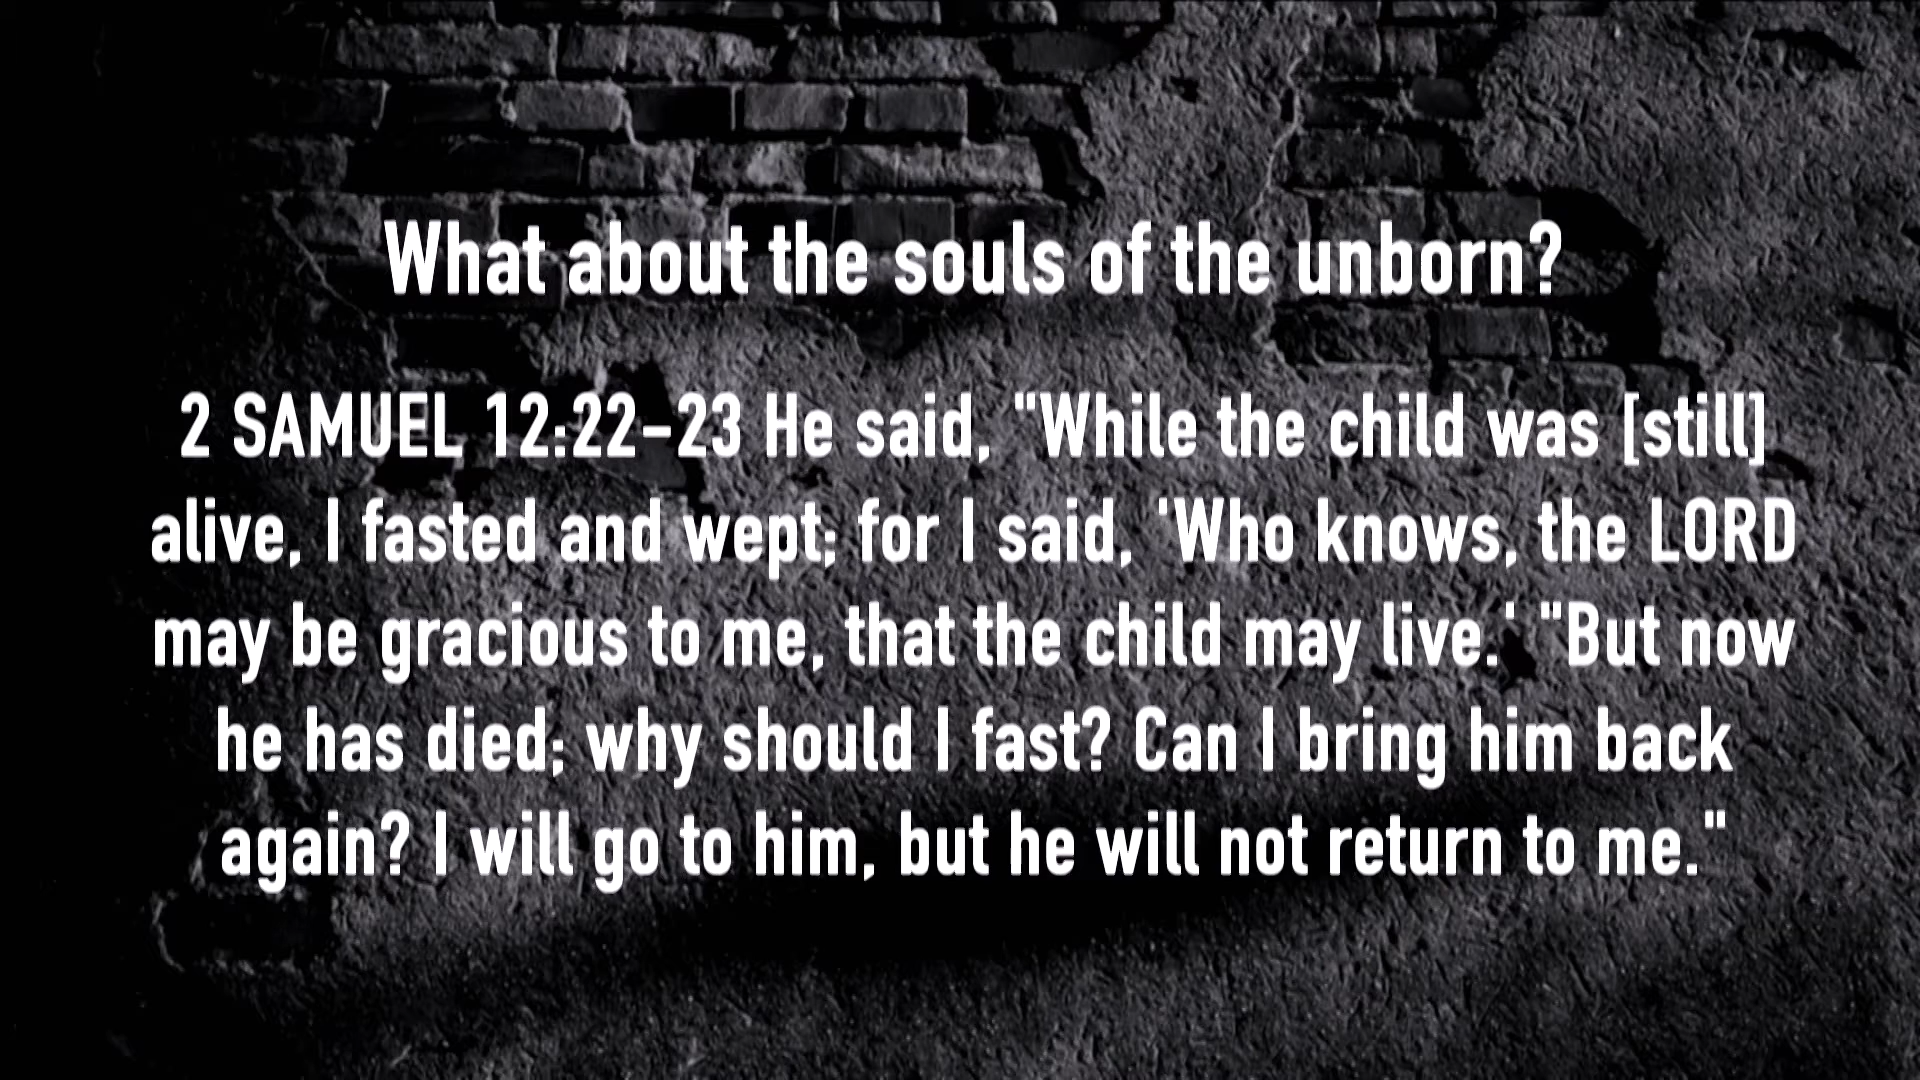 What about the souls of the unborn?
2 SAMUEL 12:22-23 He said, "While the child was [still]
alive, I fasted and wept; for I said, 'Who knows, the LORD
may be gracious to me, that the child may live.' "But now
he has died; why should I fast? Can I bring him back
again? I will go to him, but he will not return to me."